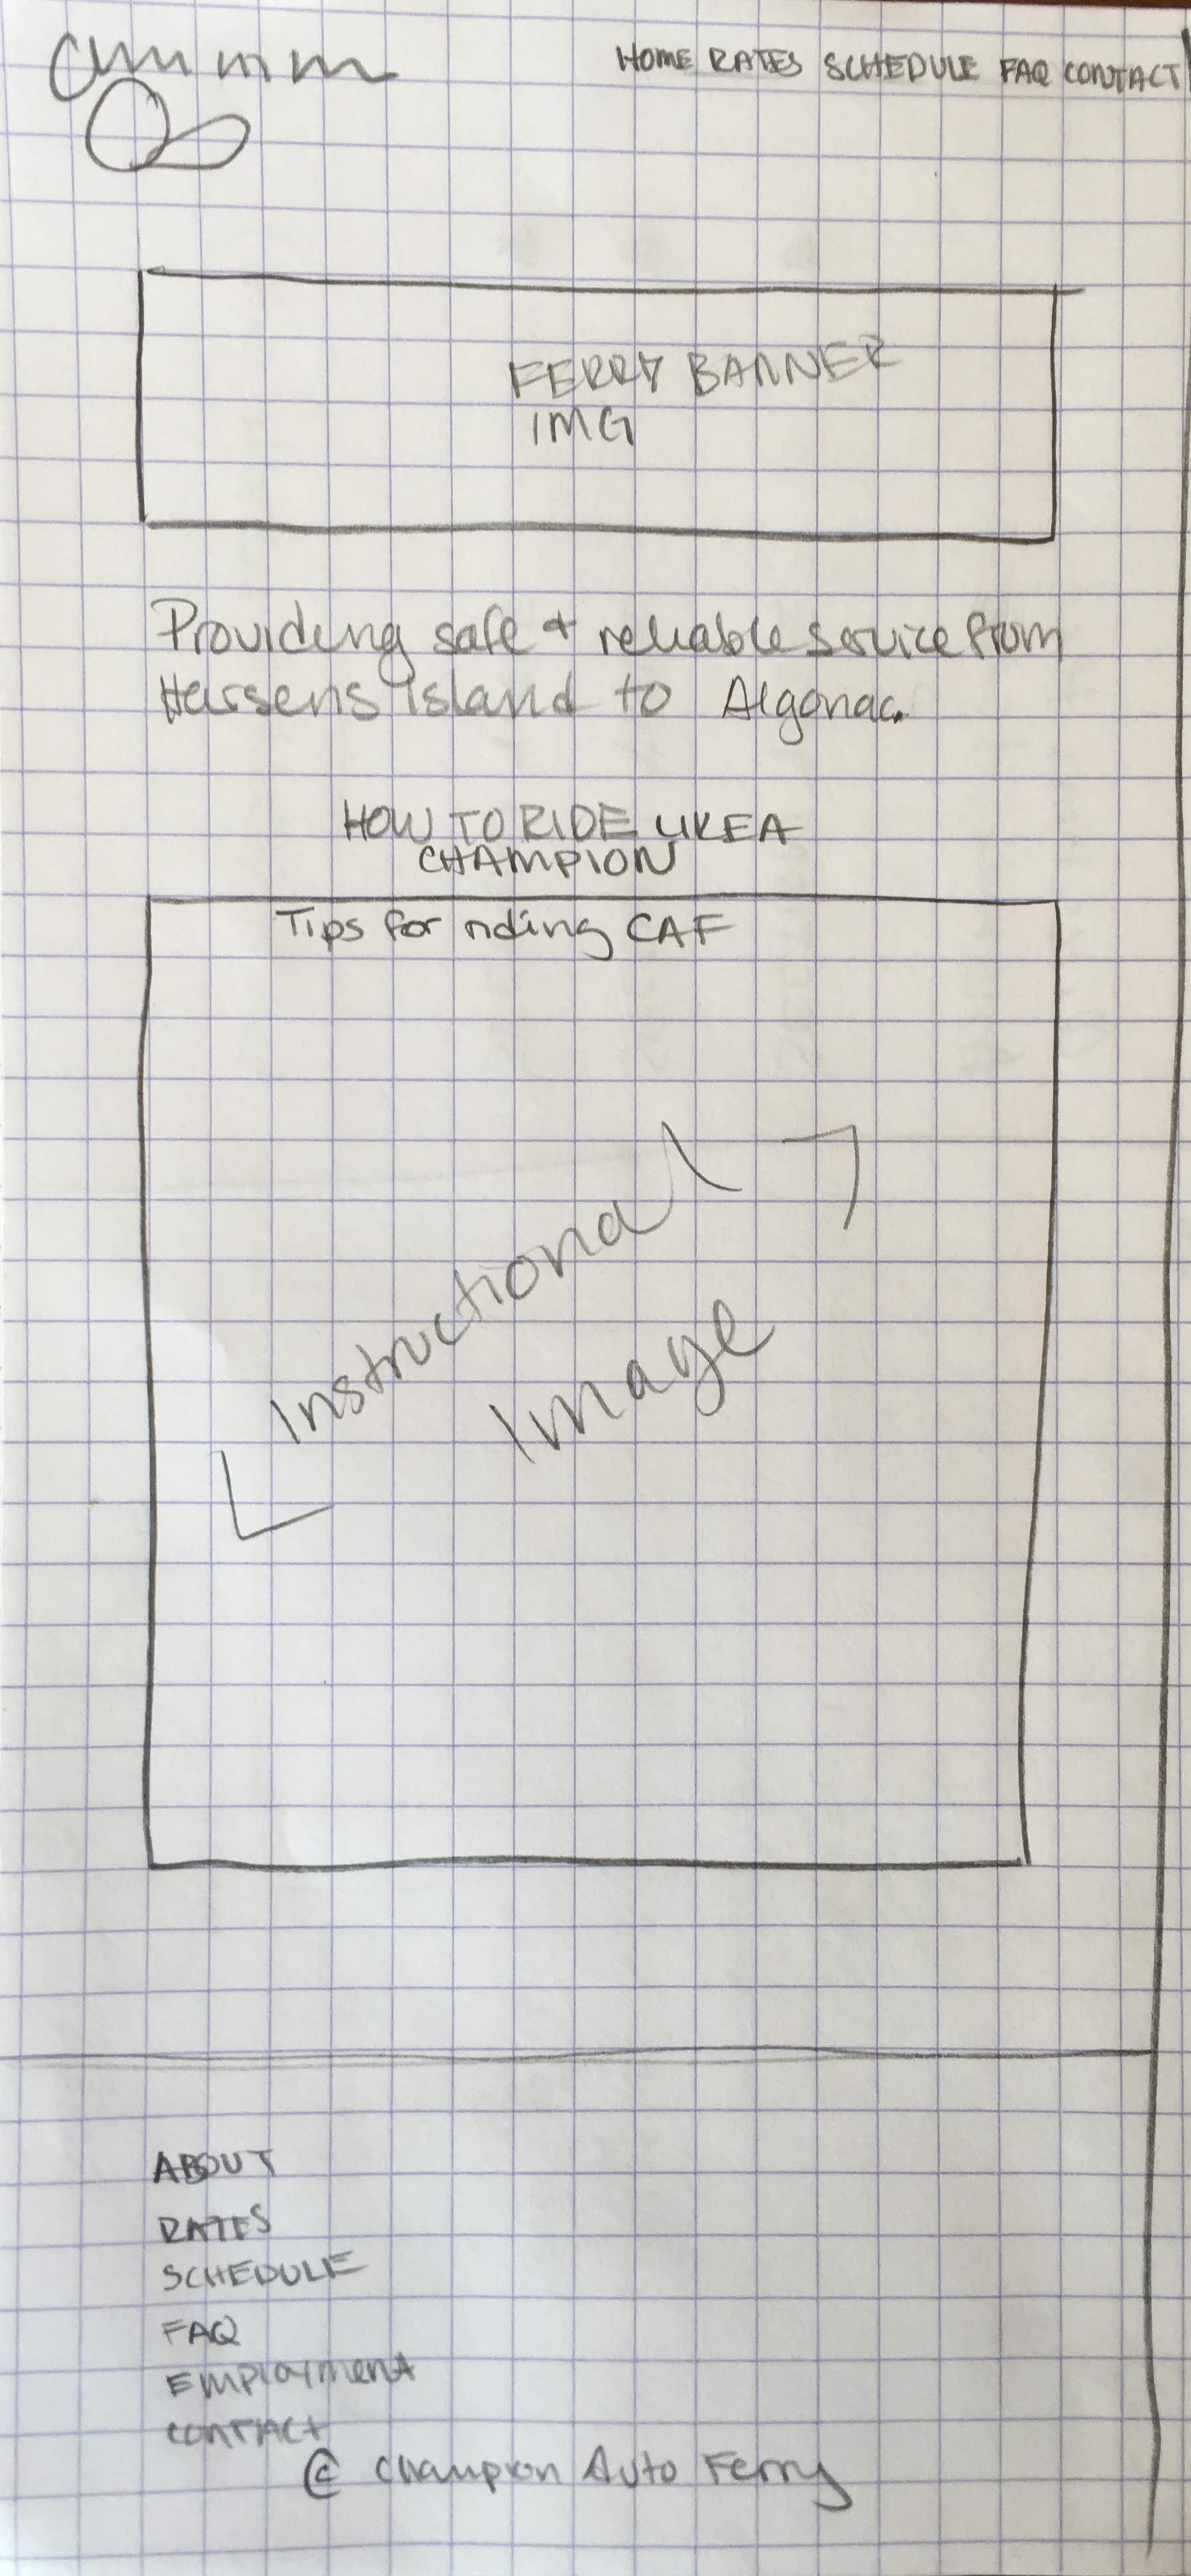 HOME RATES SCHEDULE FAQ CONTACT
FERRY BANNER
IMG
Providing safe + reliable service from
Harsens Island to Algonac.
HOW TO RIDE LIKE A
CHAMPION
Tips for riding CAF
Instructional
Image
ABOUT
RATES
SCHEDULE
FAQ
Employment
CONTACT
© Champion Auto Ferry